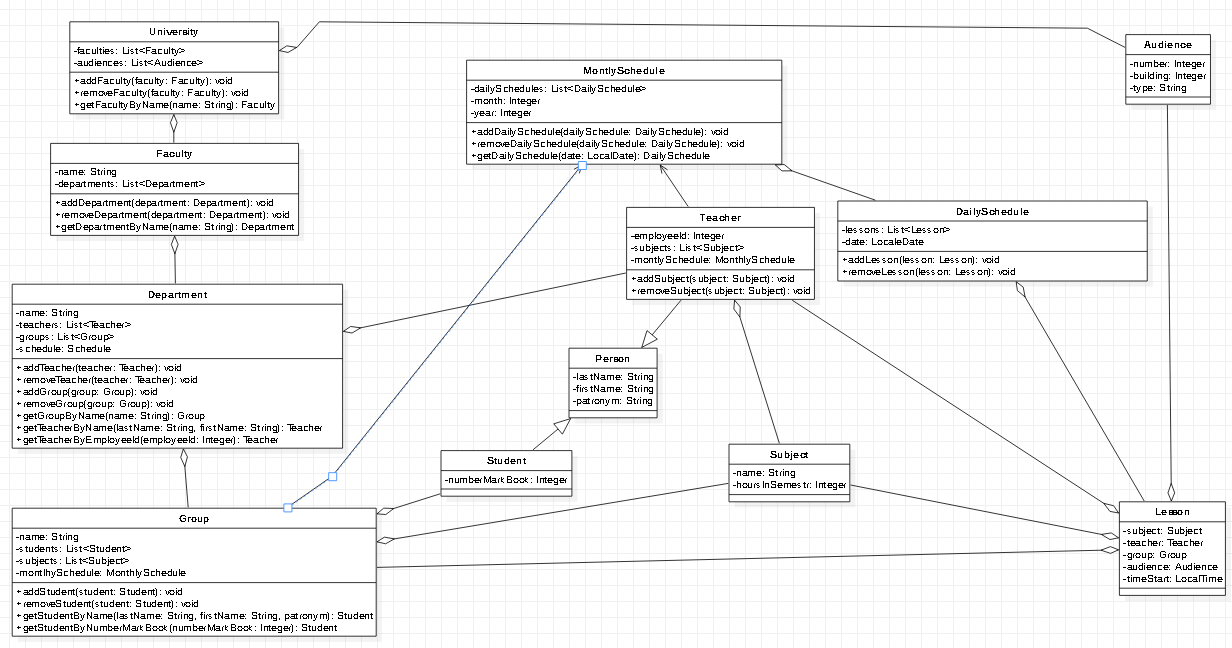 University
-faculties: List<Faculty>
-audiences: List<Audience>
+addFaculty(faculty: Faculty): void
+removeFaculty(faculty: Faculty): void
+getFacultyByName(name: String): Faculty
Audience
-number: Integer
-building: Integer
-type: String
MontlySchedule
-dailySchedules: List<DailySchedule>
-month: Integer
-year: Integer
+addDailySchedule(dailySchedule: DailySchedule): void
+removeDailySchedule(dailySchedule: DailySchedule): void
+getDailySchedule(date: LocalDate): DailySchedule
Faculty
-name: String
-departments: List<Department>
+addDepartment(department: Department): void
+removeDepartment(department: Department): void
+getDepartmentByName(name: String): Department
Teacher
-employeeId: Integer
-subjects: List<Subject>
-montlySchedule: MonthlySchedule
+addSubject(subject: Subject): void
+removeSubject(subject: Subject): void
DailySchedule
-lessons: List<Lesson>
-date: LocaleDate
+addLesson(lesson: Lesson): void
+removeLesson(lesson: Lesson): void
Department
-name: String
-teachers: List<Teacher>
-groups: List<Group>
-schedule: Schedule
+addTeacher(teacher: Teacher): void
+removeTeacher(teacher: Teacher): void
+addGroup(group: Group): void
+removeGroup(group: Group): void
+getGroupByName(name: String): Group
+getTeacherByName(lastName: String, firstName: String): Teacher
+getTeacherByEmployeeId(employeeId: Integer): Teacher
Person
-lastName: String
-firstName: String
-patronym: String
Student
-numberMarkBook: Integer
Subject
-name: String
-hoursInSemestr: Integer
Group
-name: String
-students: List<Student>
-subjects: List<Subject>
-montlhySchedule: MonthlySchedule
+addStudent(student: Student): void
+removeStudent(student: Student): void
+getStudentByName(lastName: String, firstName: String, patronym): Student
+getStudentByNumberMarkBook(numberMarkBook: Integer): Student
Lesson
-subject: Subject
-teacher: Teacher
-group: Group
-audience: Audience
-timeStart: LocalTime